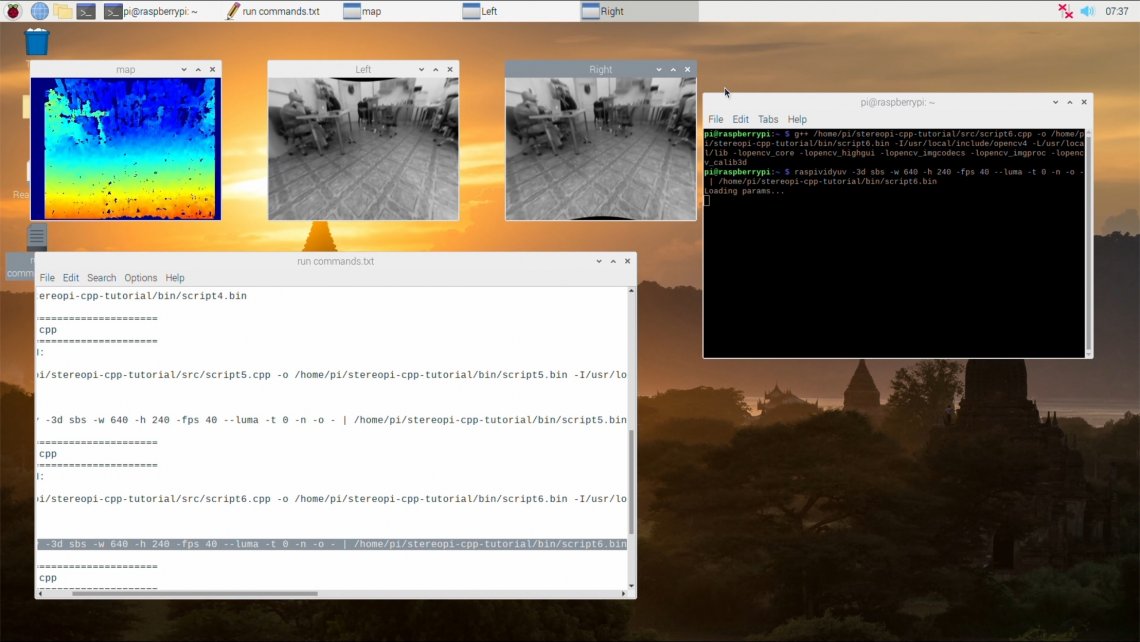 pi@raspberrypi: ~
run commands.txt
map
Left
Right
07:37
map
Left
Right
pi@raspberrypi: ~
File Edit Tabs Help
pi@raspberrypi:~ $ g++ /home/pi/stereopi-cpp-tutorial/src/script6.cpp -o /home/p
i/stereopi-cpp-tutorial/bin/script6.bin -I/usr/local/include/opencv4 -L/usr/loca
l/lib -lopencv_core -lopencv_highgui -lopencv_imgcodecs -lopencv_imgproc -lopenc
v_calib3d
pi@raspberrypi:~ $ raspividyuv -3d sbs -w 640 -h 240 -fps 40 --luma -t 0 -n -o -
| /home/pi/stereopi-cpp-tutorial/bin/script6.bin
Loading params...
run commands.txt
File Edit Search Options Help
ereopi-cpp-tutorial/bin/script4.bin
=====================
cpp
=====================
:
i/stereopi-cpp-tutorial/src/script5.cpp -o /home/pi/stereopi-cpp-tutorial/bin/script5.bin -I/usr/lo
-3d sbs -w 640 -h 240 -fps 40 --luma -t 0 -n -o - | /home/pi/stereopi-cpp-tutorial/bin/script5.bin
=====================
cpp
=====================
:
i/stereopi-cpp-tutorial/src/script6.cpp -o /home/pi/stereopi-cpp-tutorial/bin/script6.bin -I/usr/lo
-3d sbs -w 640 -h 240 -fps 40 --luma -t 0 -n -o - | /home/pi/stereopi-cpp-tutorial/bin/script6.bin
=====================
cpp
=====================